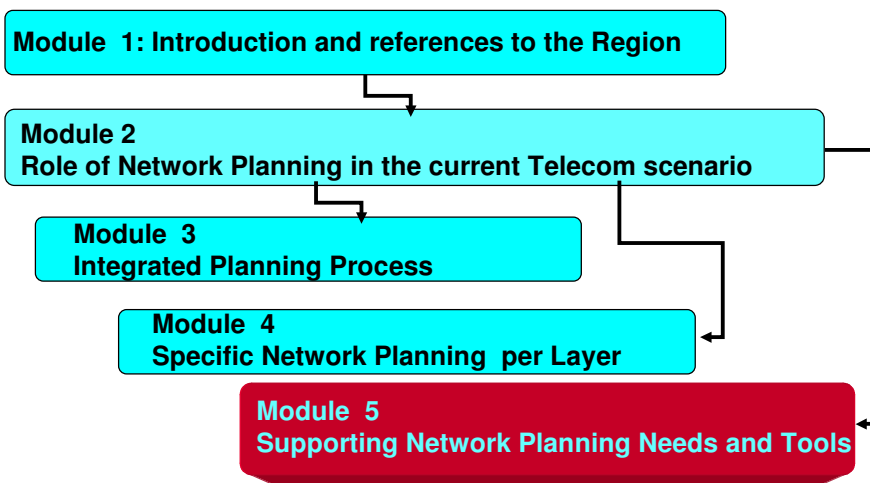 Module 1: Introduction and references to the Region
Module 2
Role of Network Planning in the current Telecom scenario
Module 3
Integrated Planning Process
Module 4
Specific Network Planning per Layer
Module 5
Supporting Network Planning Needs and Tools